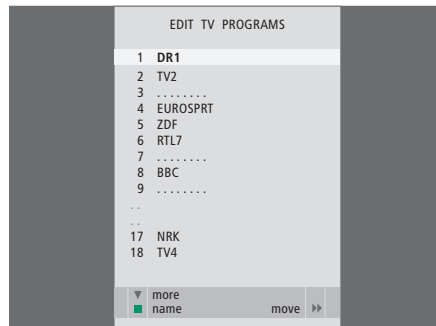 EDIT TV PROGRAMS
1 DR1
2 TV2
3 . . . . . . . .
4 EUROSPRT
5 ZDF
6 RTL7
7 . . . . . . . .
8 BBC
9 . . . . . . . .
. .
. .
17 NRK
18 TV4
more
name move